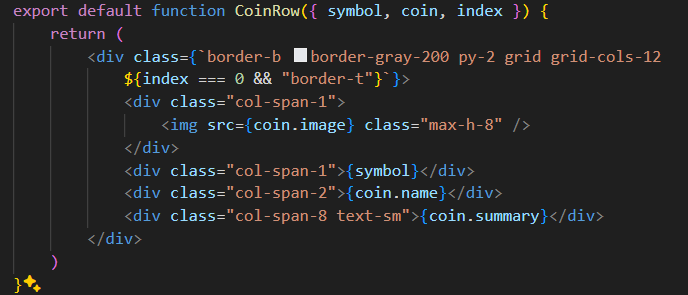 export default function CoinRow({ symbol, coin, index }) {
    return (
        <div class={`border-b border-gray-200 py-2 grid grid-cols-12
            ${index === 0 && "border-t"}`}>
            <div class="col-span-1">
                <img src={coin.image} class="max-h-8" />
            </div>
            <div class="col-span-1">{symbol}</div>
            <div class="col-span-2">{coin.name}</div>
            <div class="col-span-8 text-sm">{coin.summary}</div>
        </div>
    )
}